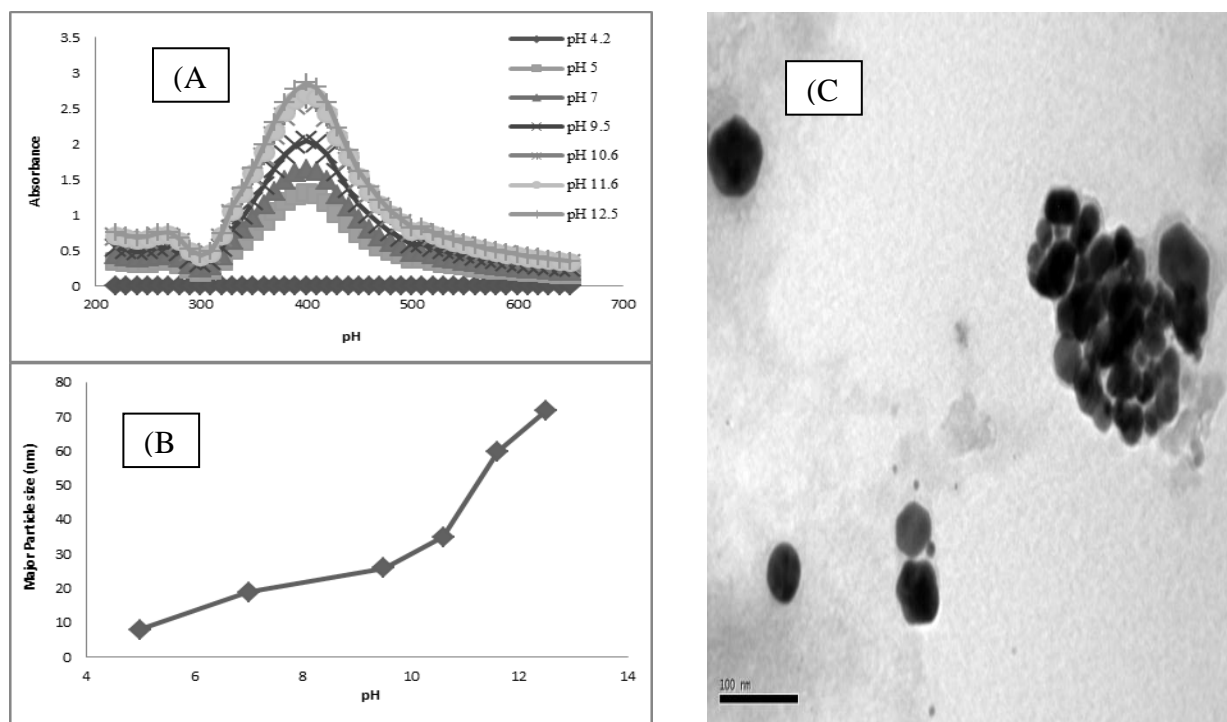 (A
3.5
3
2.5
2
1.5
1
0.5
0
Absorbance
200 300 400 500 600 700
pH
pH 4.2
pH 5
pH 7
pH 9.5
pH 10.6
pH 11.6
pH 12.5
(B
80
70
60
50
40
30
20
10
0
Major Particle size (nm)
4 6 8 10 12 14
pH
(C
100 nm